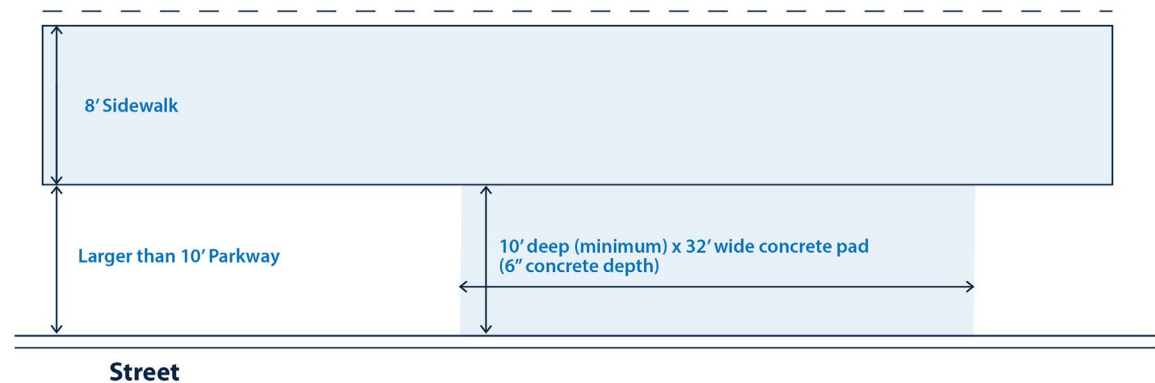 8’ Sidewalk
Larger than 10’ Parkway
10’ deep (minimum) x 32’ wide concrete pad
(6” concrete depth)
Street